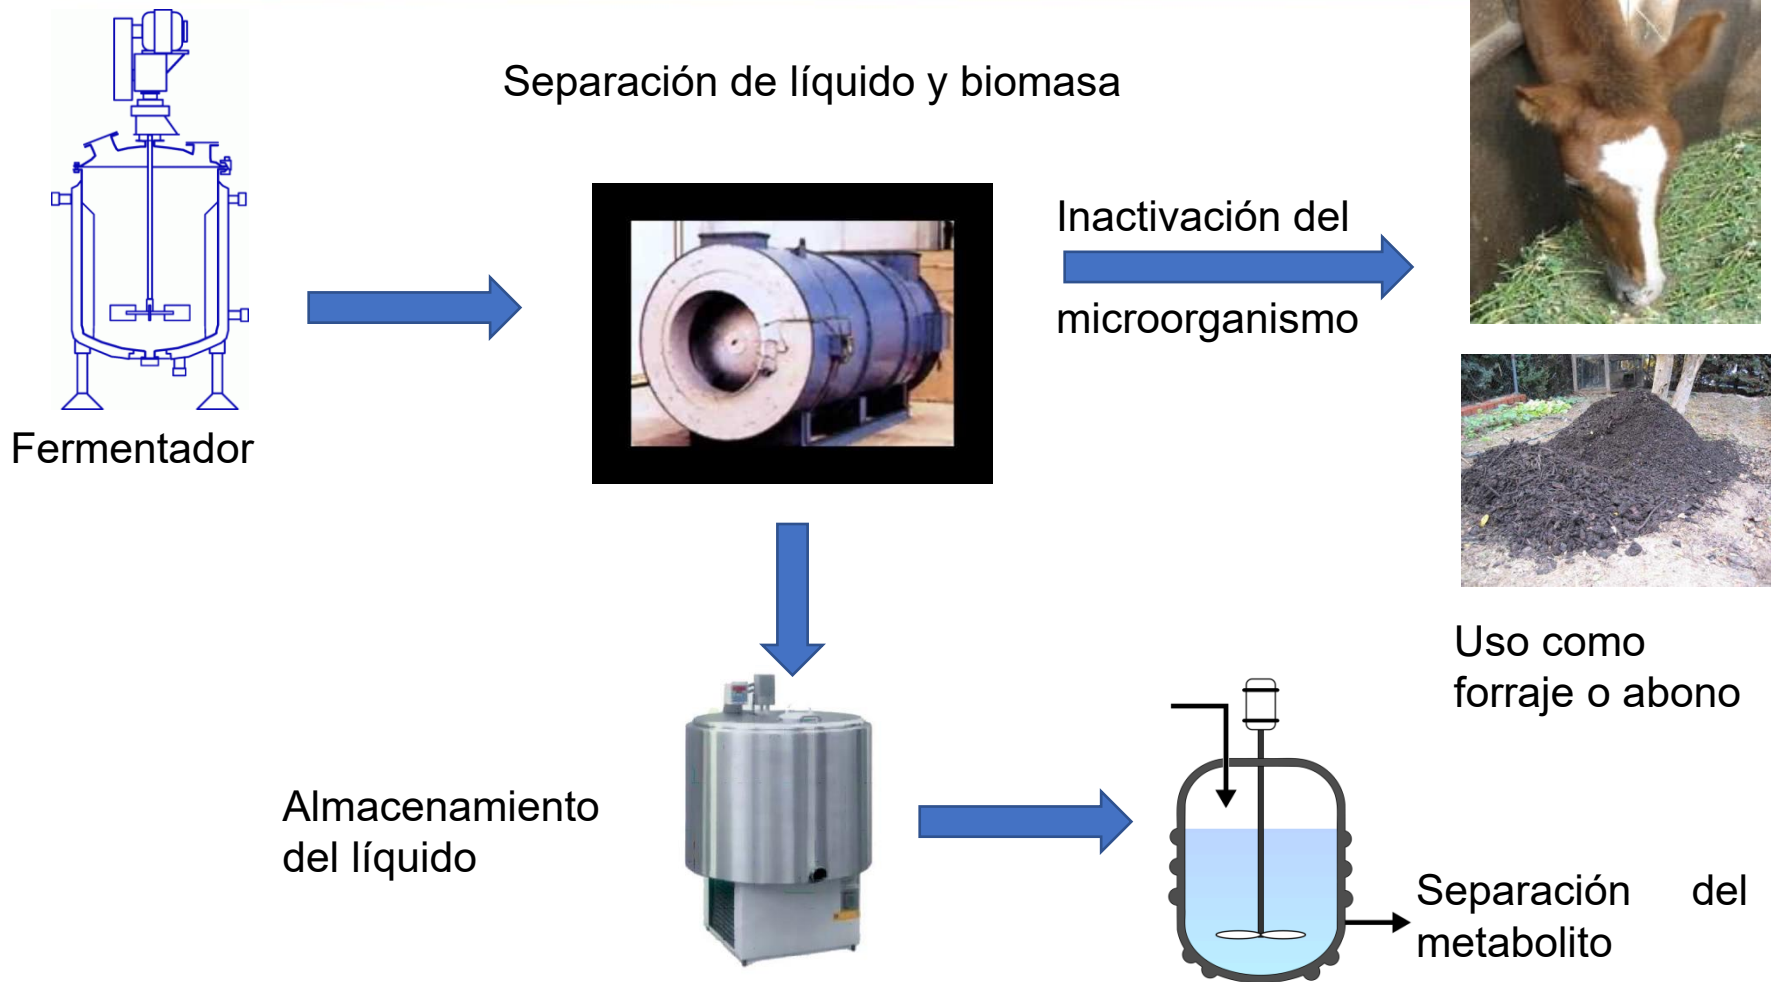 Separación de líquido y biomasa
Fermentador
Inactivación del
microorganismo
Uso como
forraje o abono
Almacenamiento
del líquido
Separación del
metabolito